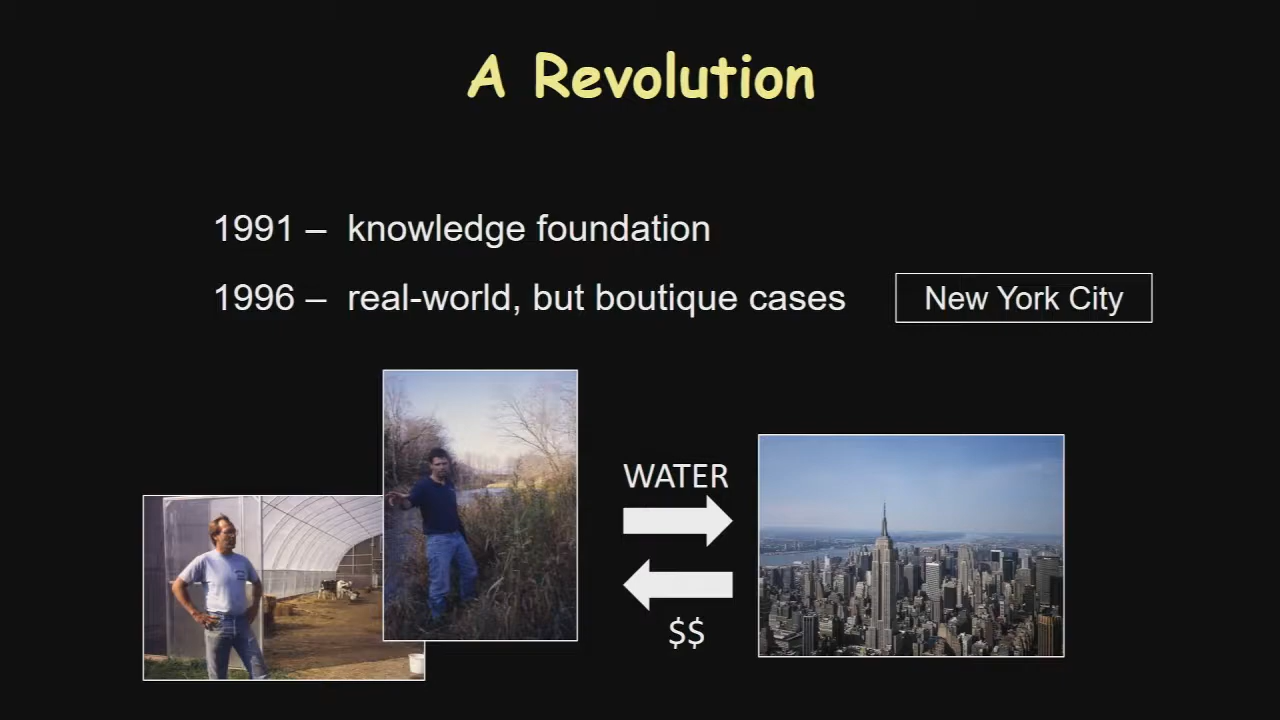 A Revolution
1991 – knowledge foundation
1996 – real-world, but boutique cases
New York City
WATER
$$